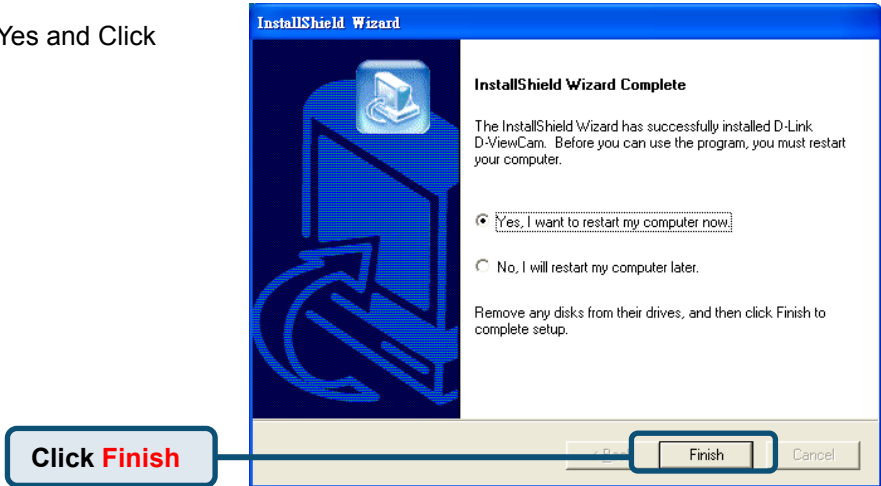 Yes and Click
InstallShield Wizard
InstallShield Wizard Complete
The InstallShield Wizard has successfully installed D-Link
D-ViewCam. Before you can use the program, you must restart
your computer.
Yes, I want to restart my computer now.
No, I will restart my computer later.
Remove any disks from their drives, and then click Finish to
complete setup.
Click Finish
Finish
Cancel